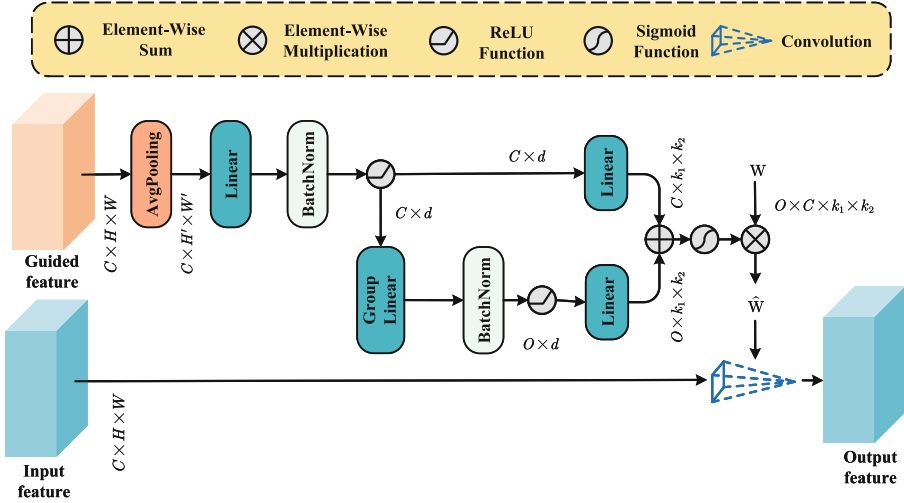 Element-Wise
Sum
Element-Wise
Multiplication
ReLU
Function
Sigmoid
Function
Convolution
Guided
feature
C×H×W
AvgPooling
C×H'×W'
Linear
BatchNorm
C×d
C×d
Linear
C×k₁×k₂
W
O×C×k₁×k₂
Group
Linear
BatchNorm
O×d
Linear
O×k₁×k₂
Ŵ
C×H×W
Input
feature
Output
feature